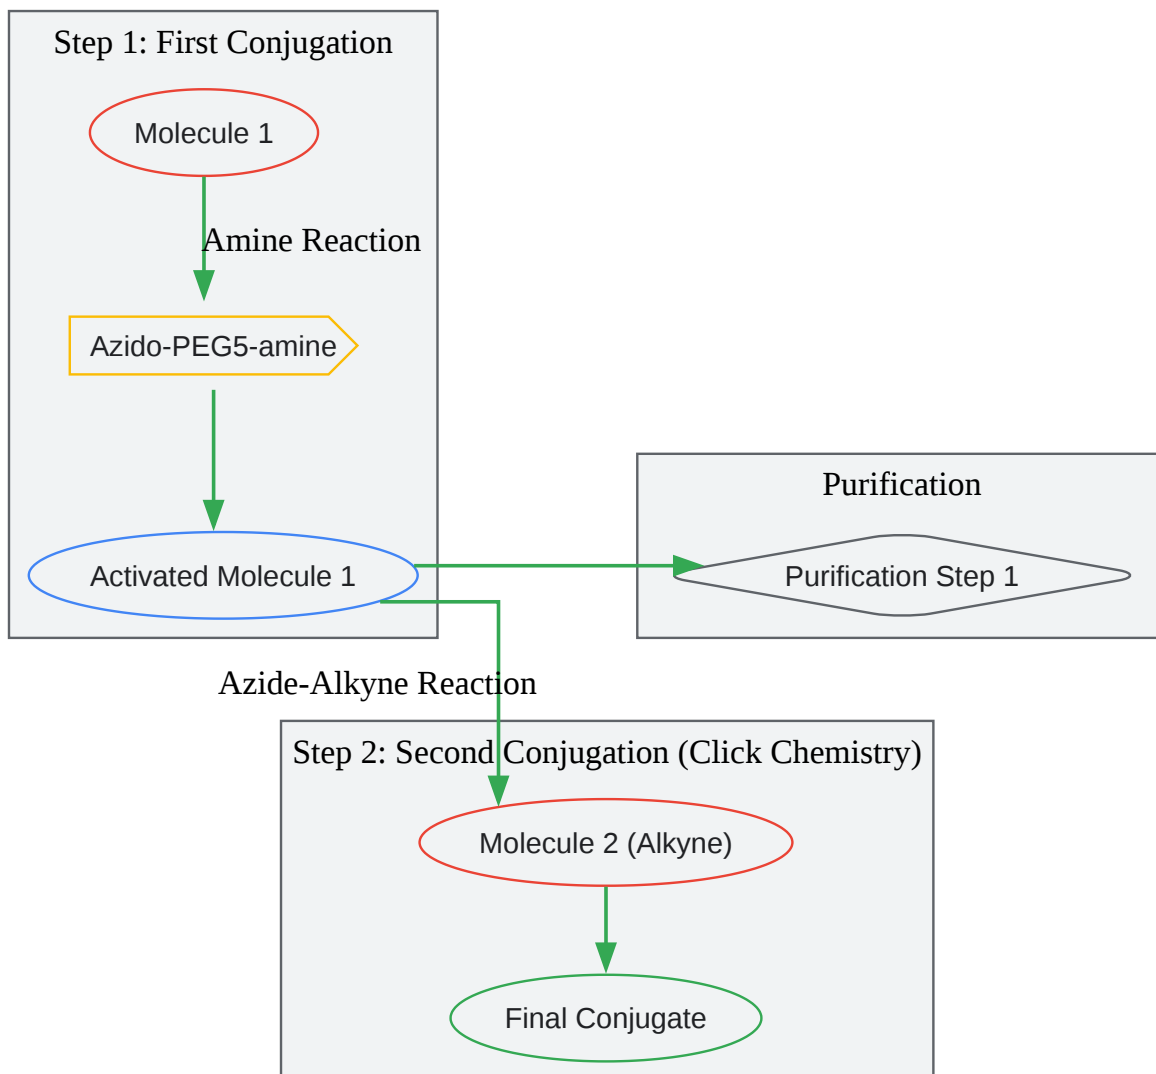 Step 1: First Conjugation
Molecule 1
Amine Reaction
Azido-PEG5-amine
Activated Molecule 1
Purification
Purification Step 1
Azide-Alkyne Reaction
Step 2: Second Conjugation (Click Chemistry)
Molecule 2 (Alkyne)
Final Conjugate